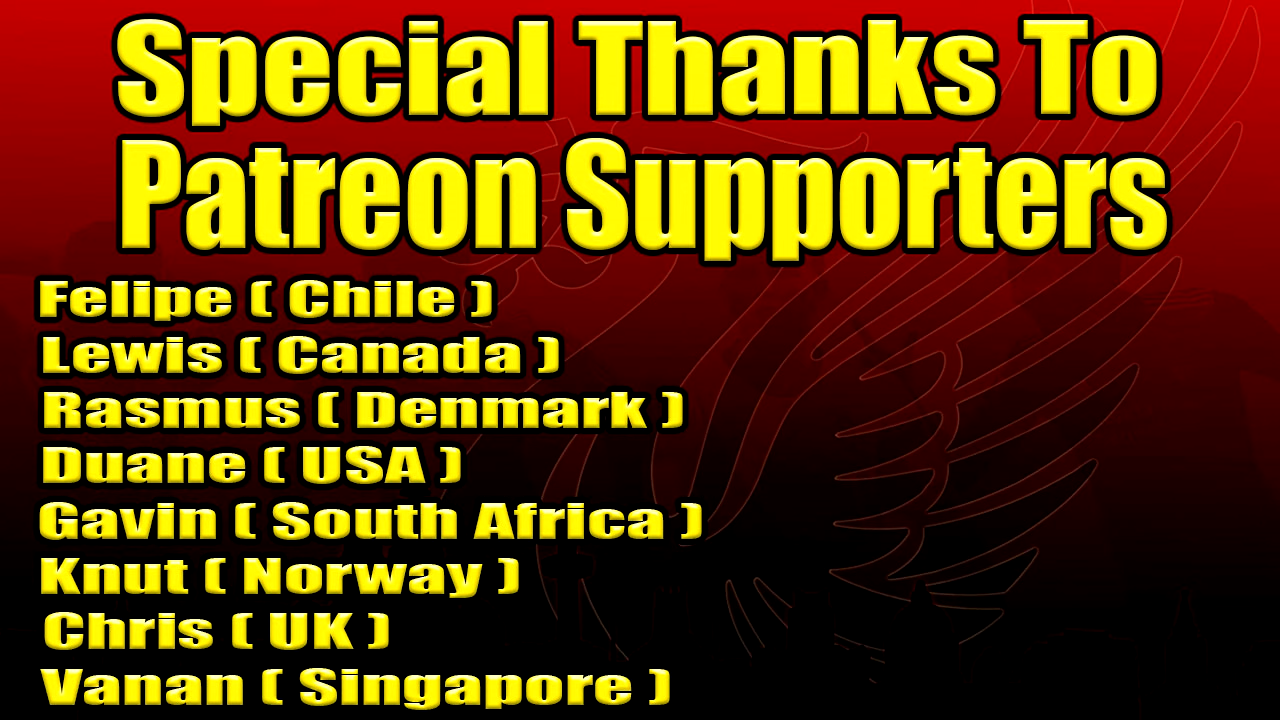 Special Thanks To
Patreon Supporters
Felipe ( Chile )
Lewis ( Canada )
Rasmus ( Denmark )
Duane ( USA )
Gavin ( South Africa )
Knut ( Norway )
Chris ( UK )
Vanan ( Singapore )